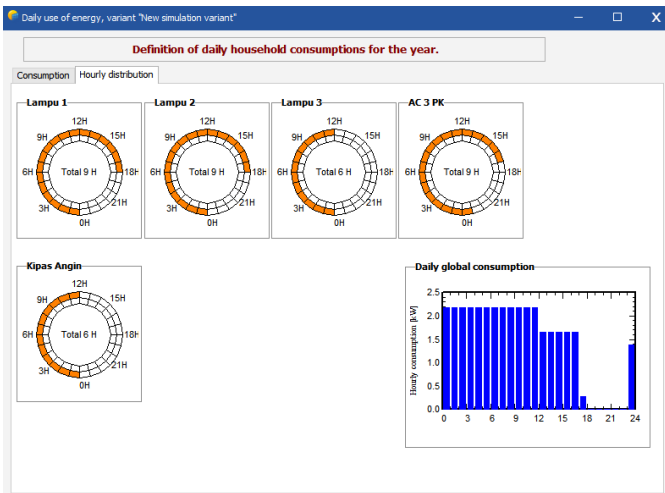 Daily use of energy, variant "New simulation variant"
Definition of daily household consumptions for the year.
Consumption Hourly distribution
Lampu 1
12H
9H 15H
6H Total 9 H 18H
3H 21H
0H
Lampu 2
12H
9H 15H
6H Total 9 H 18H
3H 21H
0H
Lampu 3
12H
9H 15H
6H Total 6 H 18H
3H 21H
0H
AC 3 PK
12H
9H 15H
6H Total 9 H 18H
3H 21H
0H
Kipas Angin
12H
9H 15H
6H Total 6 H 18H
3H 21H
0H
Daily global consumption
Hourly consumption [kW]
2.5
2.0
1.5
1.0
0.5
0.0
0 3 6 9 12 15 18 21 24